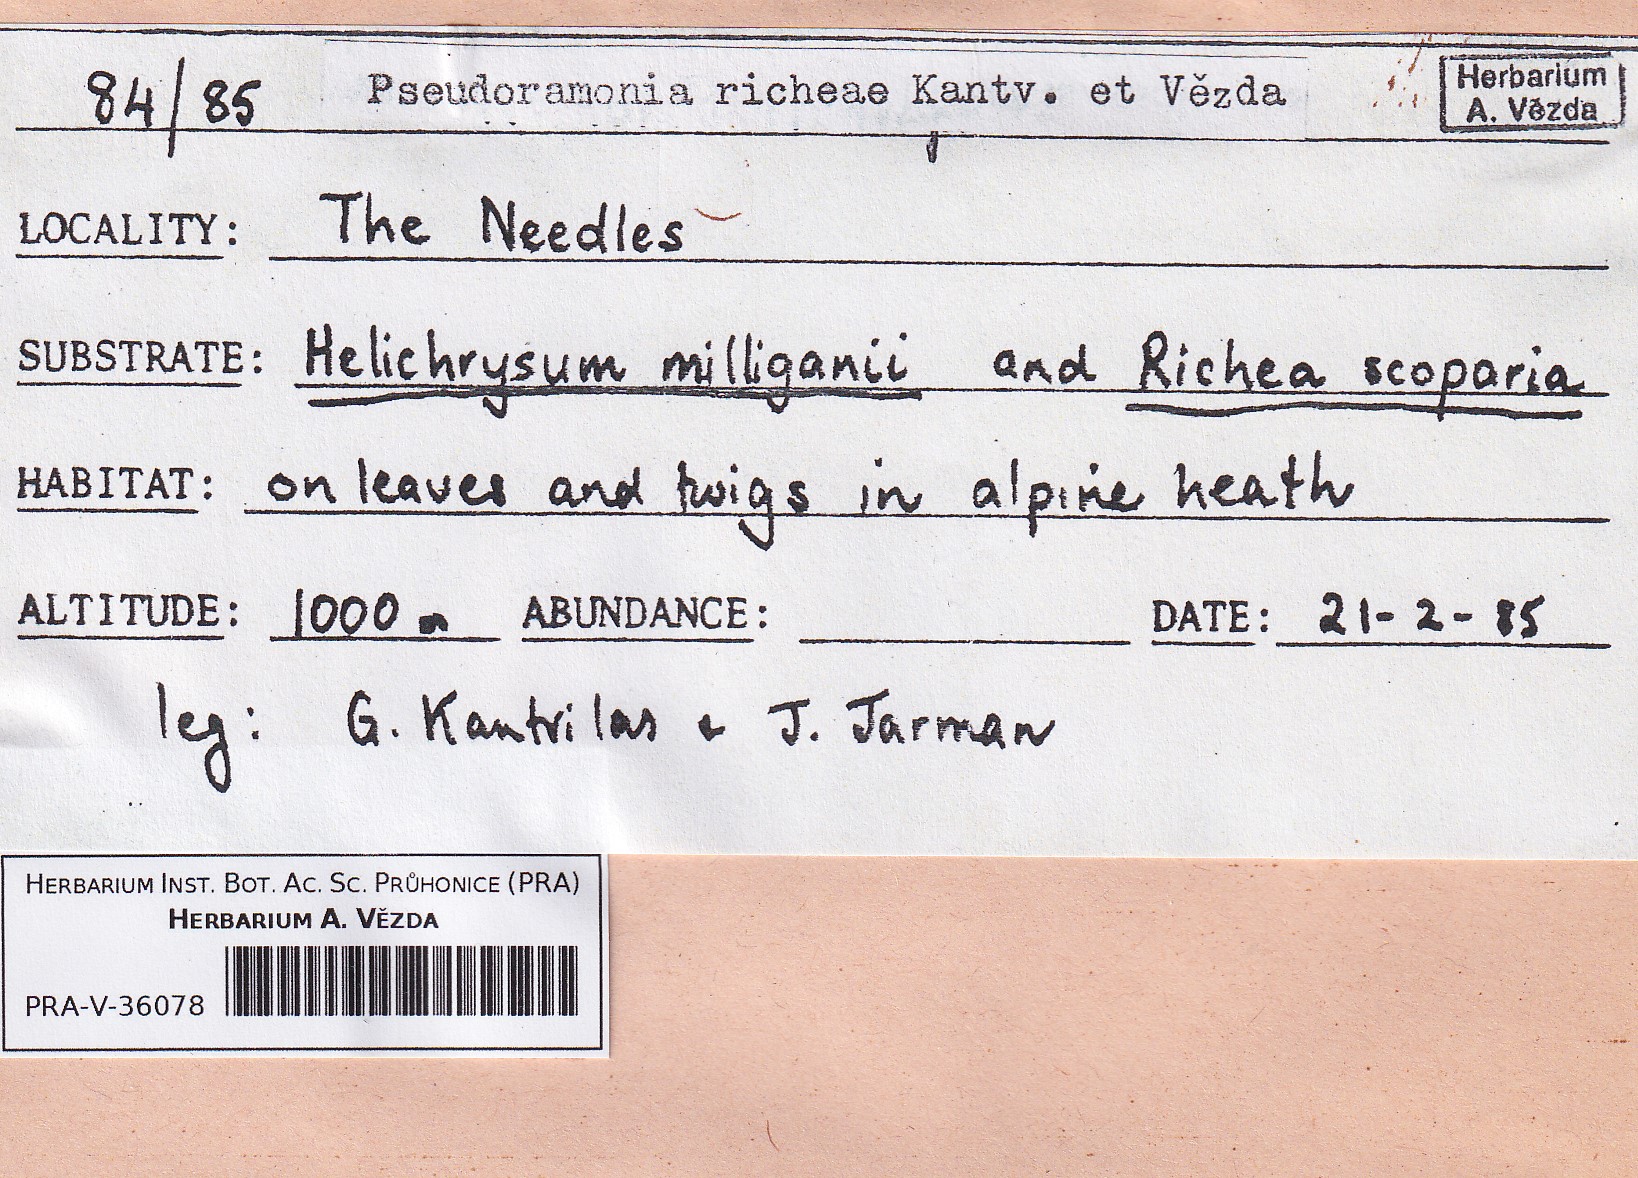 84/85 Pseudoramonia richeae Kantv. et Vězda
Herbarium
A. Vězda
LOCALITY: The Needles
SUBSTRATE: Helichrysum milliganii and Richea scoparia
HABITAT: on leaves and twigs in alpine heath
ALTITUDE: 1000 m ABUNDANCE: DATE: 21-2-85
leg: G. Kantvilas & J. Jarman
HERBARIUM INST. BOT. AC. SC. PRŮHONICE (PRA)
HERBARIUM A. VĚZDA
PRA-V-36078